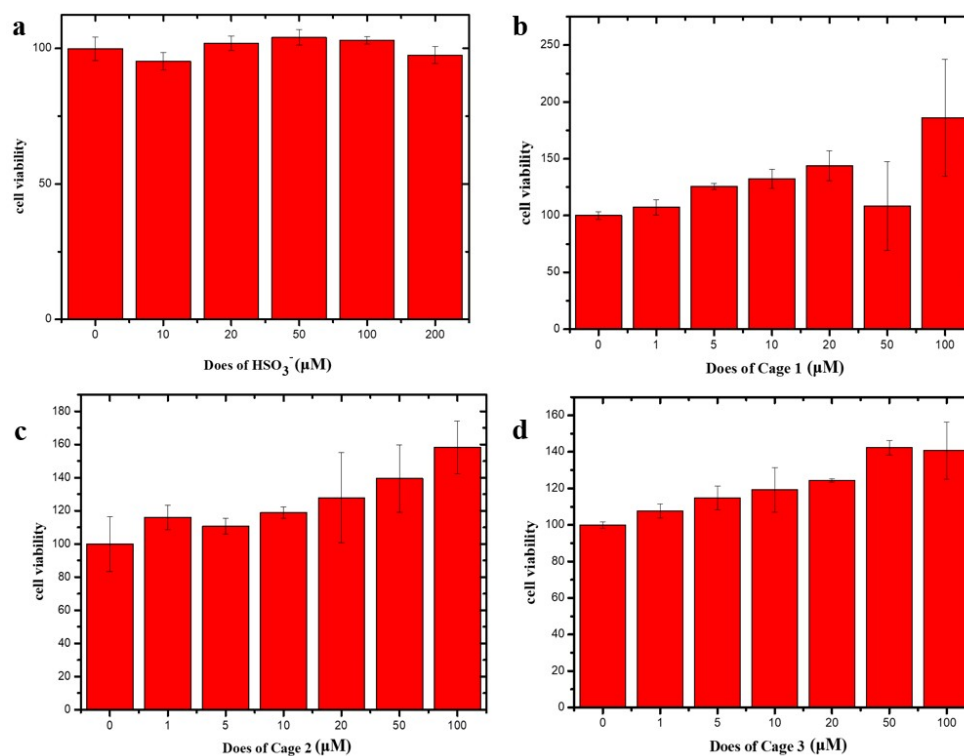 a
100
50
0
cell viability
0 10 20 50 100 200
Does of HSO3- (μM)
b
250
200
150
100
50
0
cell viability
0 1 5 10 20 50 100
Does of Cage 1 (μM)
c
180
160
140
120
100
80
60
40
20
0
cell viability
0 1 5 10 20 50 100
Does of Cage 2 (μM)
d
160
140
120
100
80
60
40
20
0
cell viability
0 1 5 10 20 50 100
Does of Cage 3 (μM)